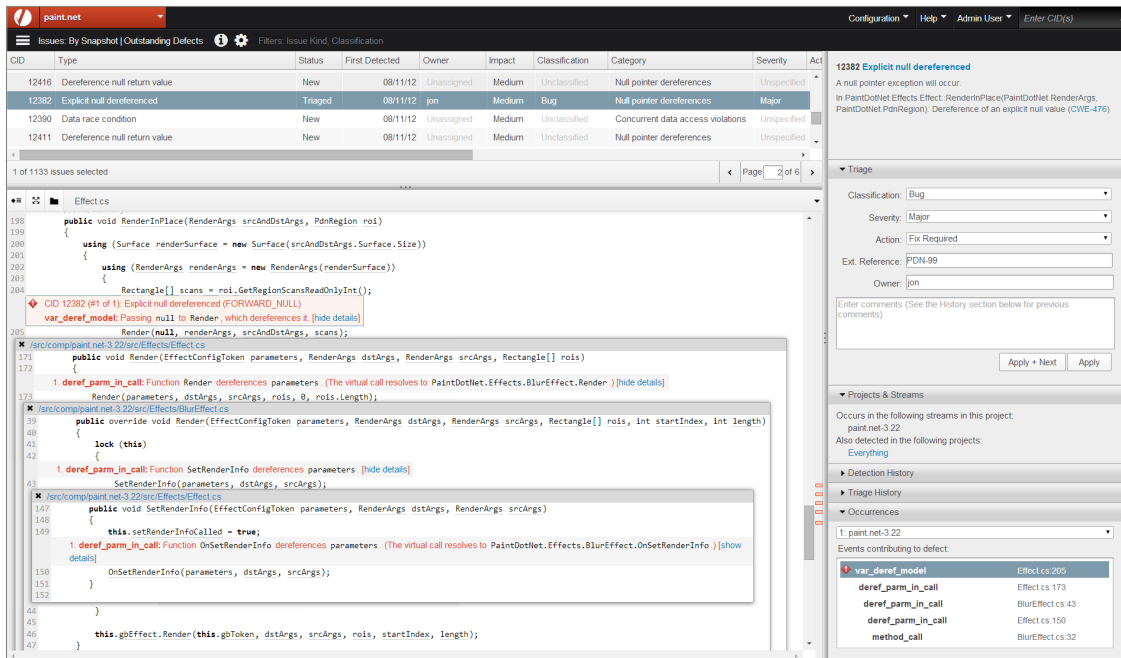 paint.net
Configuration Help Admin User Enter CID(s)
Issues: By Snapshot | Outstanding Defects Filters: Issue Kind, Classification
CID Type Status First Detected Owner Impact Classification Category Severity Act
12416 Dereference null return value New 08/11/12 Unassigned Medium Unclassified Null pointer dereferences Unspecified
12382 Explicit null dereferenced Triaged 08/11/12 jon Medium Bug Null pointer dereferences Major
12390 Data race condition New 08/11/12 Unassigned Medium Unclassified Concurrent data access violations Unspecified
12411 Dereference null return value New 08/11/12 Unassigned Medium Unclassified Null pointer dereferences Unspecified
1 of 1133 issues selected
Page 2 of 6
Effect.cs
198 public void RenderInPlace(RenderArgs srcAndDstArgs, PdnRegion roi)
199 {
200 using (Surface renderSurface = new Surface(srcAndDstArgs.Surface.Size))
201 {
202 using (RenderArgs renderArgs = new RenderArgs(renderSurface))
203 {
204 Rectangle[] scans = roi.GetRegionScansReadOnlyInt();
CID 12382 (#1 of 1): Explicit null dereferenced (FORWARD_NULL)
var_deref_model: Passing null to Render, which dereferences it. [hide details]
205 Render(null, renderArgs, srcAndDstArgs, scans);
/src/comp/paint.net-3.22/src/Effects/Effect.cs
171 public void Render(EffectConfigToken parameters, RenderArgs dstArgs, RenderArgs srcArgs, Rectangle[] rois)
172 {
1. deref_parm_in_call: Function Render dereferences parameters. (The virtual call resolves to PaintDotNet.Effects.BlurEffect.Render.) [hide details]
173 Render(parameters, dstArgs, srcArgs, rois, 0, rois.Length);
/src/comp/paint.net-3.22/src/Effects/BlurEffect.cs
39 public override void Render(EffectConfigToken parameters, RenderArgs dstArgs, RenderArgs srcArgs, Rectangle[] rois, int startIndex, int length)
40 {
41 lock (this)
42 {
1. deref_parm_in_call: Function SetRenderInfo dereferences parameters. [hide details]
43 SetRenderInfo(parameters, dstArgs, srcArgs);
/src/comp/paint.net-3.22/src/Effects/Effect.cs
147 public void SetRenderInfo(EffectConfigToken parameters, RenderArgs dstArgs, RenderArgs srcArgs)
148 {
149 this.setRenderInfoCalled = true;
1. deref_parm_in_call: Function OnSetRenderInfo dereferences parameters. (The virtual call resolves to PaintDotNet.Effects.BlurEffect.OnSetRenderInfo.) [show
details]
150 OnSetRenderInfo(parameters, dstArgs, srcArgs);
151 }
152
44 }
45
46 this.gbEffect.Render(this.gbToken, dstArgs, srcArgs, rois, startIndex, length);
47 }
12382 Explicit null dereferenced
A null pointer exception will occur.
In PaintDotNet.Effects.Effect::RenderInPlace(PaintDotNet.RenderArgs,
PaintDotNet.PdnRegion): Dereference of an explicit null value (CWE-476)
Triage
Classification: Bug
Severity: Major
Action: Fix Required
Ext. Reference: PDN-99
Owner: jon
Enter comments (See the History section below for previous
comments)
Apply + Next Apply
Projects & Streams
Occurs in the following streams in this project:
paint.net-3.22
Also detected in the following projects:
Everything
Detection History
Triage History
Occurrences
1: paint.net-3.22
Events contributing to defect:
var_deref_model Effect.cs:205
deref_parm_in_call Effect.cs:173
deref_parm_in_call BlurEffect.cs:43
deref_parm_in_call Effect.cs:150
method_call BlurEffect.cs:32